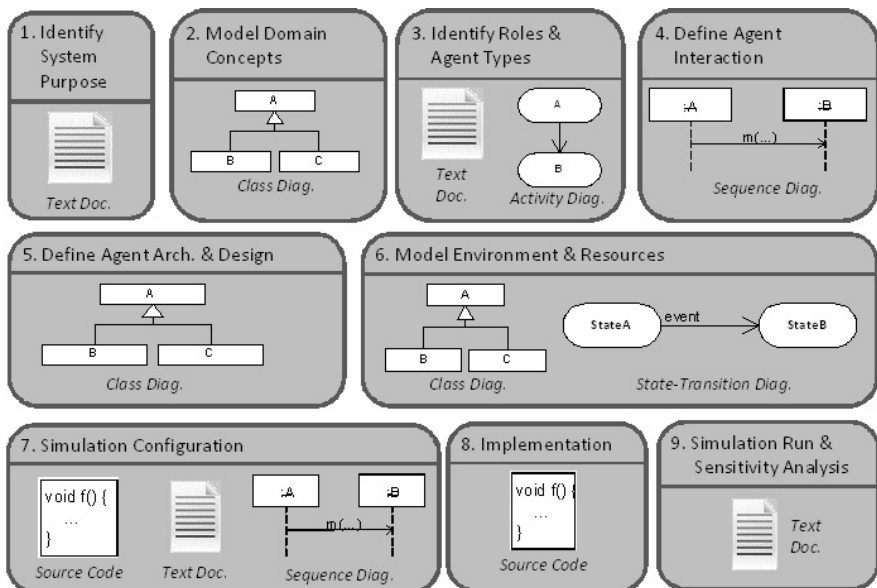 1. Identify
System
Purpose
Text Doc.
2. Model Domain
Concepts
A
B
C
Class Diag.
3. Identify Roles &
Agent Types
Text
Doc.
A
B
Activity Diag.
4. Define Agent
Interaction
:A
:B
m(...)
Sequence Diag.
5. Define Agent Arch. & Design
A
B
C
Class Diag.
6. Model Environment & Resources
A
B
C
Class Diag.
StateA
event
StateB
State-Transition Diag.
7. Simulation Configuration
void f() {
...
}
Source Code
Text Doc.
:A
:B
m(...)
Sequence Diag.
8. Implementation
void f() {
...
}
Source Code
9. Simulation Run &
Sensitivity Analysis
Text
Doc.